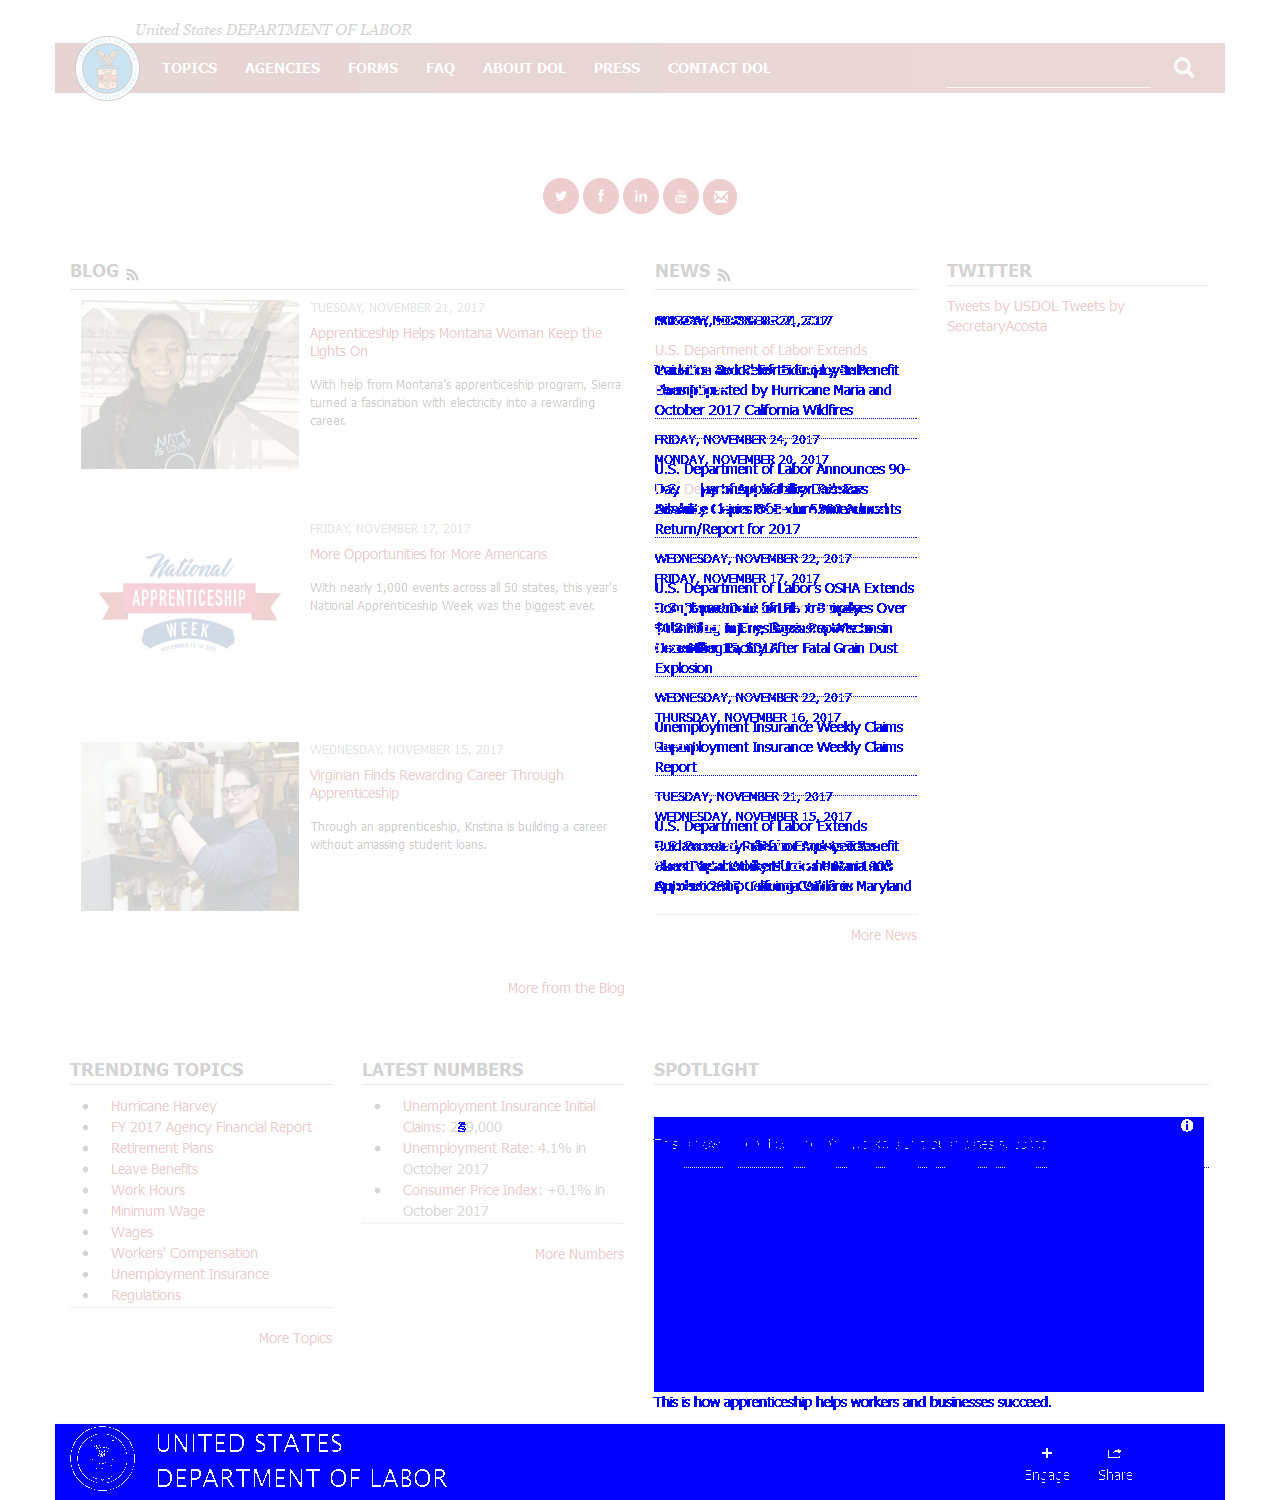 United States DEPARTMENT OF LABOR
TOPICS AGENCIES FORMS FAQ ABOUT DOL PRESS CONTACT DOL
BLOG
TUESDAY, NOVEMBER 21, 2017
Apprenticeship Helps Montana Woman Keep the
Lights On
With help from Montana's apprenticeship program, Sierra
turned a fascination with electricity into a rewarding
career.
FRIDAY, NOVEMBER 17, 2017
National
APPRENTICESHIP
WEEK
More Opportunities for More Americans
With nearly 1,000 events across all 50 states, this year's
National Apprenticeship Week was the biggest ever.
WEDNESDAY, NOVEMBER 15, 2017
Virginian Finds Rewarding Career Through
Apprenticeship
Through an apprenticeship, Kristina is building a career
without amassing student loans.
More from the Blog
NEWS
U.S. Department of Labor Extends
by Hurricane Maria and
October 2017 California Wildfires
FRIDAY, NOVEMBER 24, 2017
MONDAY, NOVEMBER 20, 2017
U.S. Department of Labor Announces 90-
Day
Return/Report for 2017
WEDNESDAY, NOVEMBER 22, 2017
FRIDAY, NOVEMBER 17, 2017
U.S. Department of Labor's OSHA Extends
After Fatal Grain Dust
Explosion
WEDNESDAY, NOVEMBER 22, 2017
THURSDAY, NOVEMBER 16, 2017
Unemployment Insurance Weekly Claims
Unemployment Insurance Weekly Claims
Report
TUESDAY, NOVEMBER 21, 2017
WEDNESDAY, NOVEMBER 15, 2017
U.S. Department of Labor Extends
Maryland
More News
TWITTER
Tweets by USDOL Tweets by
SecretaryAcosta
TRENDING TOPICS
Hurricane Harvey
FY 2017 Agency Financial Report
Retirement Plans
Leave Benefits
Work Hours
Minimum Wage
Wages
Workers' Compensation
Unemployment Insurance
Regulations
More Topics
LATEST NUMBERS
Unemployment Insurance Initial
Claims:
Unemployment Rate: 4.1% in
October 2017
Consumer Price Index: +0.1% in
October 2017
More Numbers
SPOTLIGHT
This is how apprenticeship helps workers and businesses succeed.
UNITED STATES
DEPARTMENT OF LABOR
Engage Share